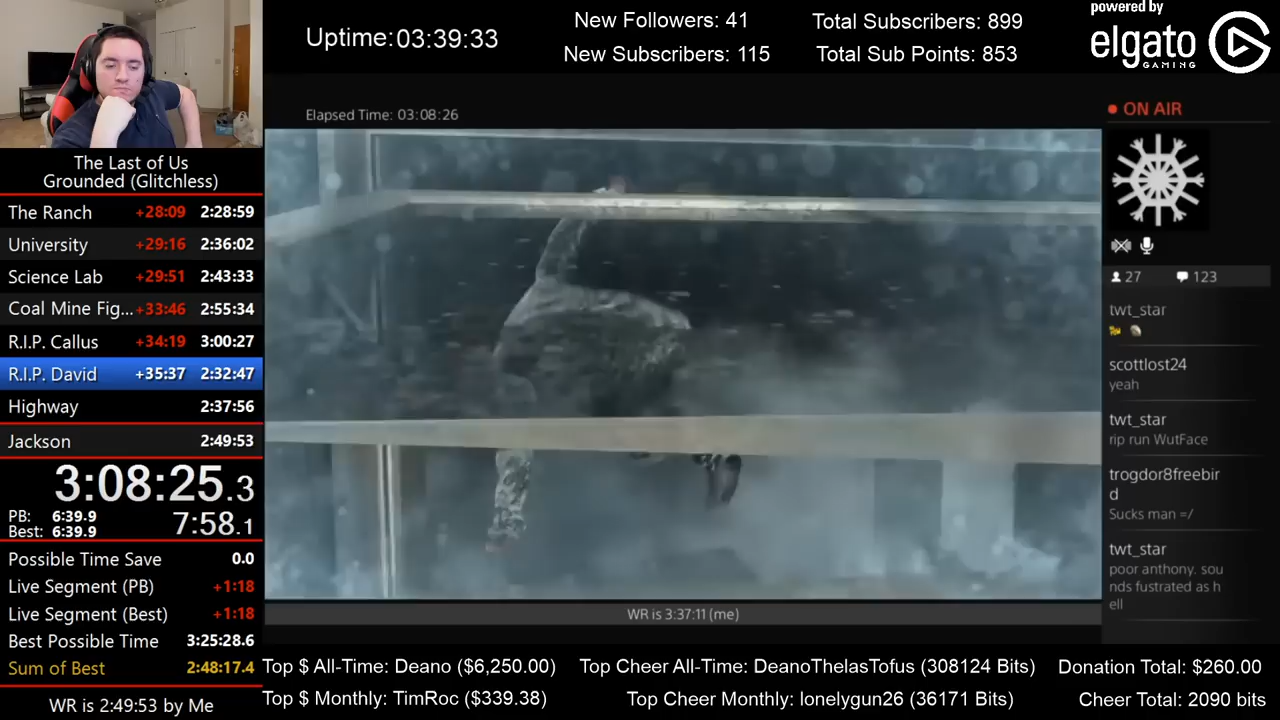 Uptime: 03:39:33
New Followers: 41
Total Subscribers: 899
New Subscribers: 115
Total Sub Points: 853
powered by
elgato
GAMING
The Last of Us
Grounded (Glitchless)
The Ranch +28:09 2:28:59
University +29:16 2:36:02
Science Lab +29:51 2:43:33
Coal Mine Fig... +33:46 2:55:34
R.I.P. Callus +34:19 3:00:27
R.I.P. David +35:37 2:32:47
Highway 2:37:56
Jackson 2:49:53
3:08:25.3
PB: 6:39.9
Best: 6:39.9
7:58.1
Possible Time Save 0.0
Live Segment (PB) +1:18
Live Segment (Best) +1:18
Best Possible Time 3:25:28.6
Sum of Best 2:48:17.4
WR is 2:49:53 by Me
Elapsed Time: 03:08:26
WR is 3:37:11 (me)
ON AIR
27 123
twt_star
scottlost24
yeah
twt_star
rip run WutFace
trogdor8freebir
d
Sucks man =/
twt_star
poor anthony. sou
nds fustrated as h
ell
Top $ All-Time: Deano ($6,250.00)
Top Cheer All-Time: DeanoThelasTofus (308124 Bits)
Donation Total: $260.00
Top $ Monthly: TimRoc ($339.38)
Top Cheer Monthly: lonelygun26 (36171 Bits)
Cheer Total: 2090 bits